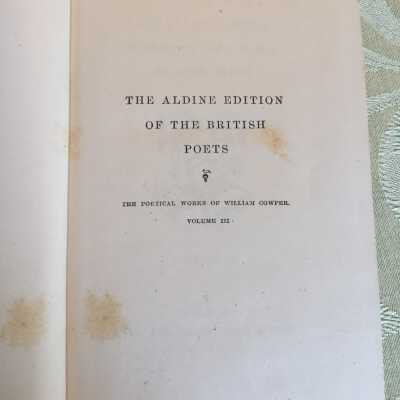 THE ALDINE EDITION
OF THE BRITISH
POETS
THE POETICAL WORKS OF WILLIAM COWPER.
VOLUME III.